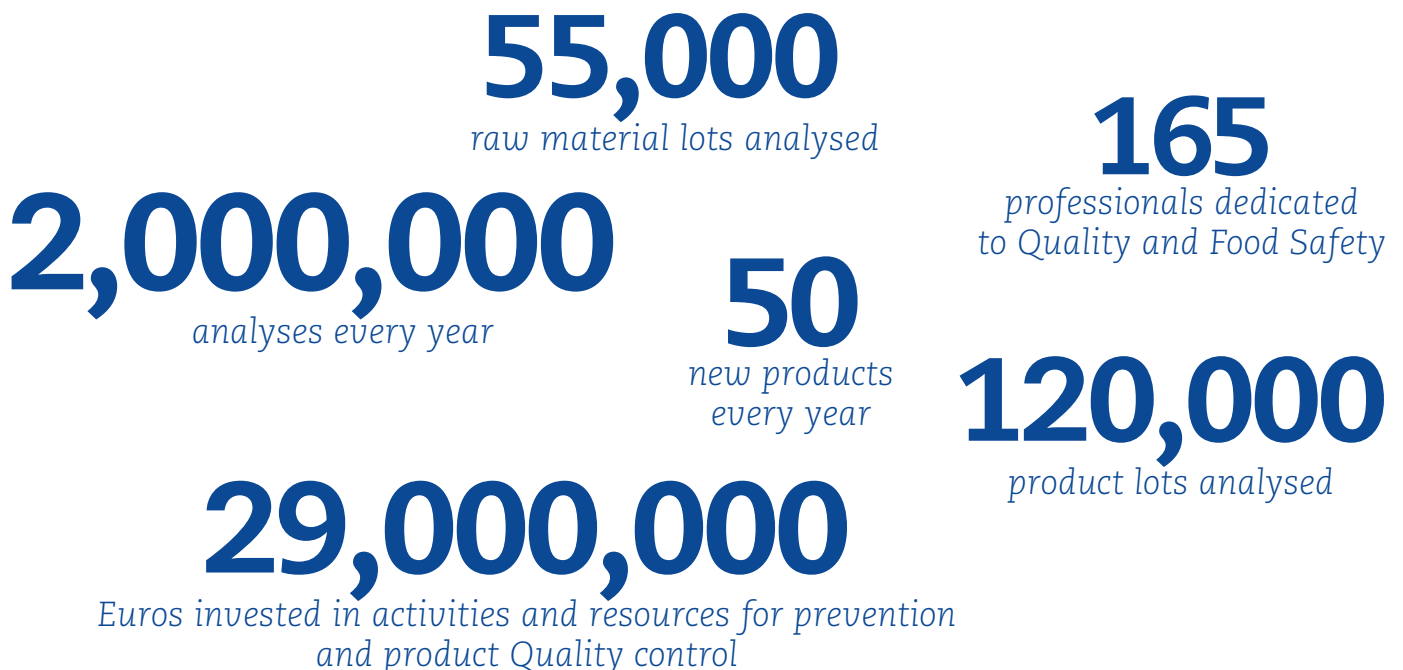 55,000
raw material lots analysed
165
professionals dedicated
to Quality and Food Safety
2,000,000
analyses every year
50
new products
every year
120,000
product lots analysed
29,000,000
Euros invested in activities and resources for prevention
and product Quality control